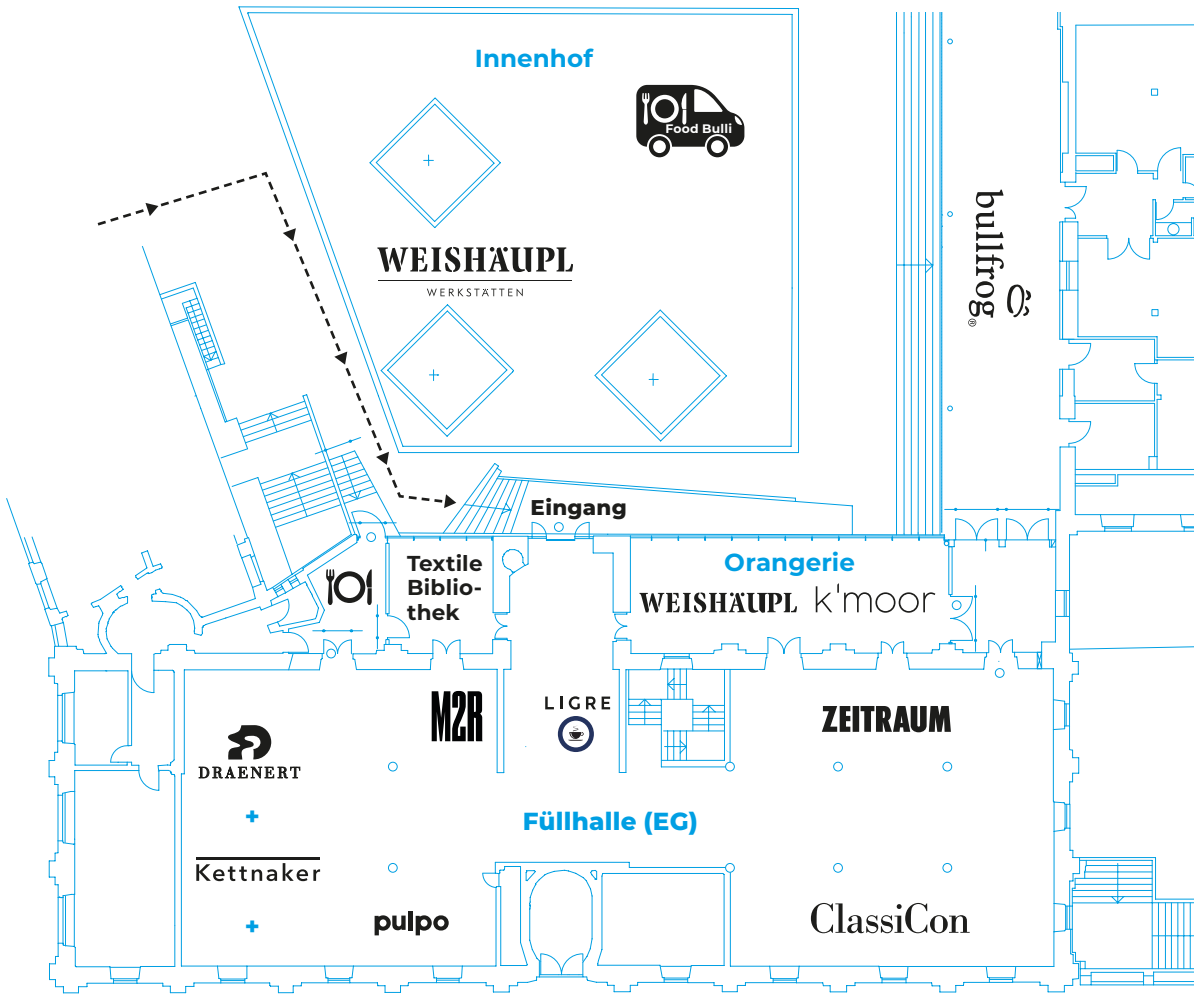 Innenhof
Food Bulli
WEISHÄUPL
WERKSTÄTTEN
bullfrog®
Eingang
Textile
Biblio-
thek
Orangerie
WEISHÄUPL k'moor
M2R
LIGRE
ZEITRAUM
DRAENERT
Füllhalle (EG)
Kettnaker
pulpo
ClassiCon